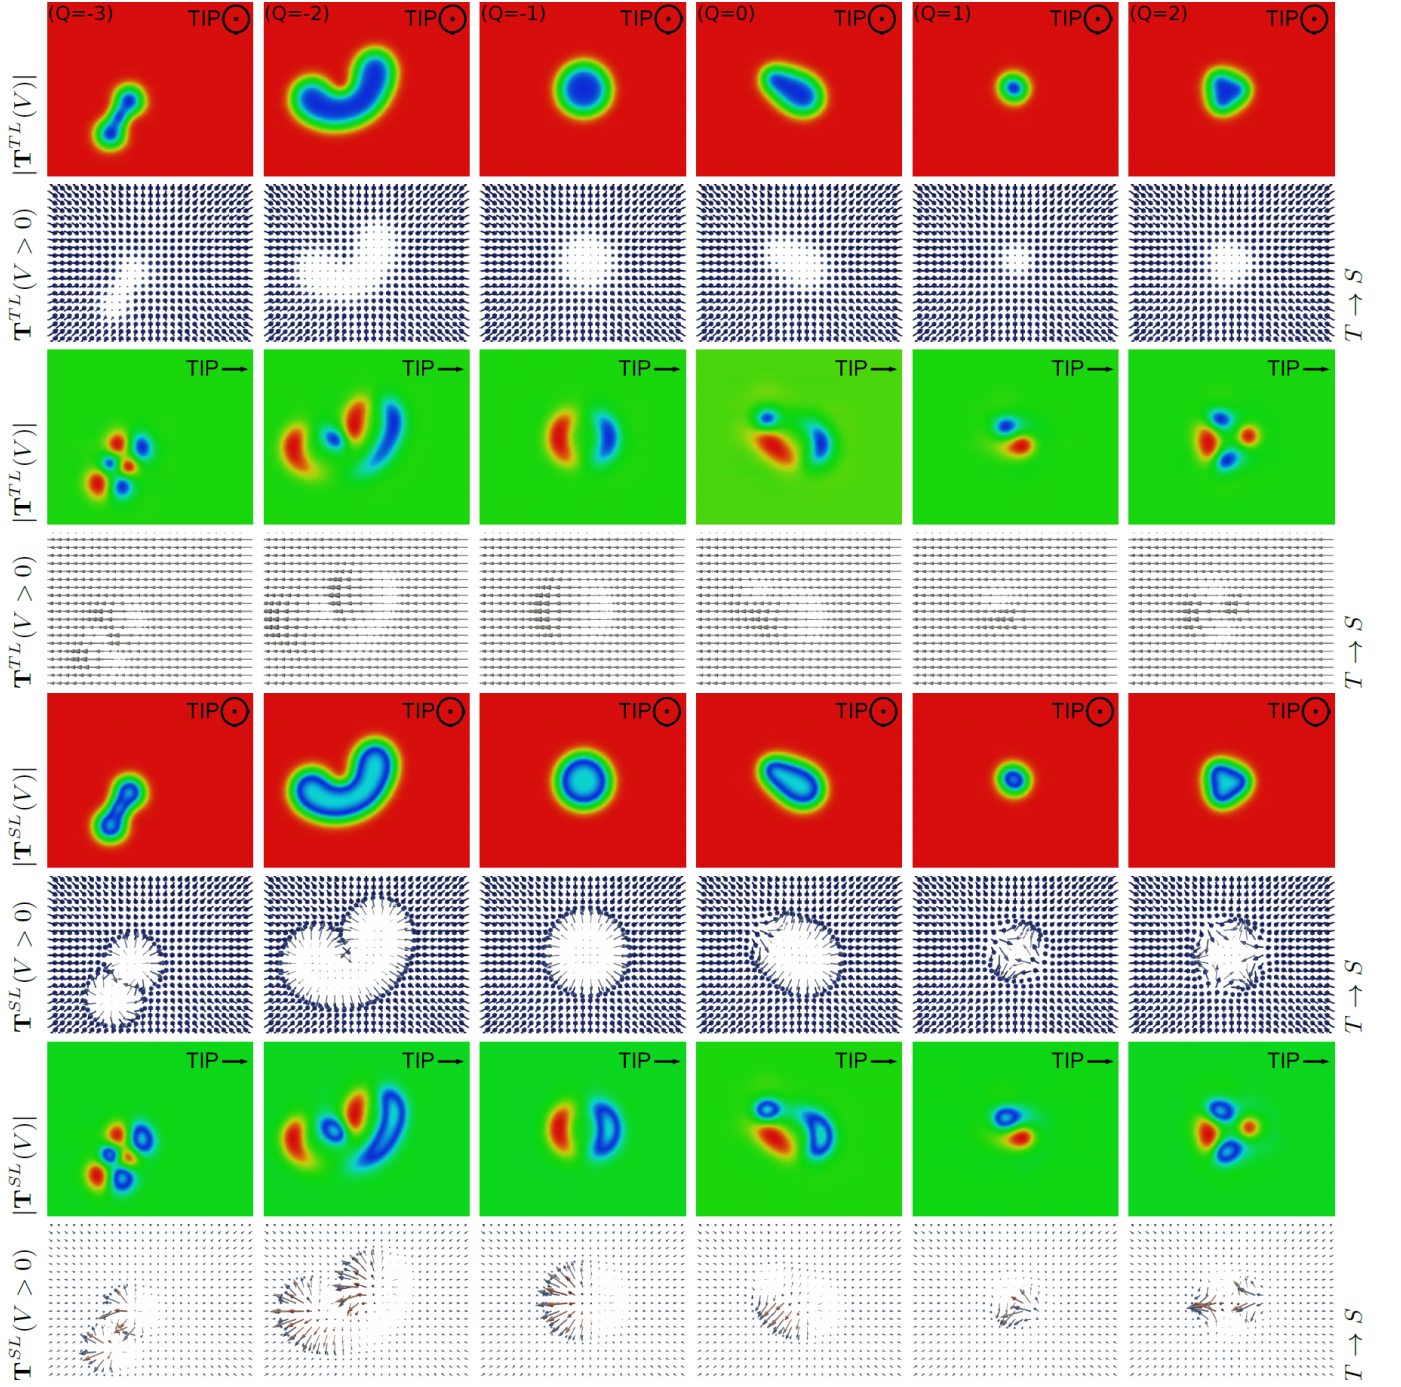 (Q=-3) TIP (Q=-2) TIP (Q=-1) TIP (Q=0) TIP (Q=1) TIP (Q=2) TIP
|T^{TL}(V)|
T^{TL}(V > 0) T → S
TIP TIP TIP TIP TIP TIP
|T^{TL}(V)|
T^{TL}(V > 0) T → S
TIP TIP TIP TIP TIP TIP
|T^{SL}(V)|
T^{SL}(V > 0) T → S
TIP TIP TIP TIP TIP TIP
|T^{SL}(V)|
T^{SL}(V > 0) T → S